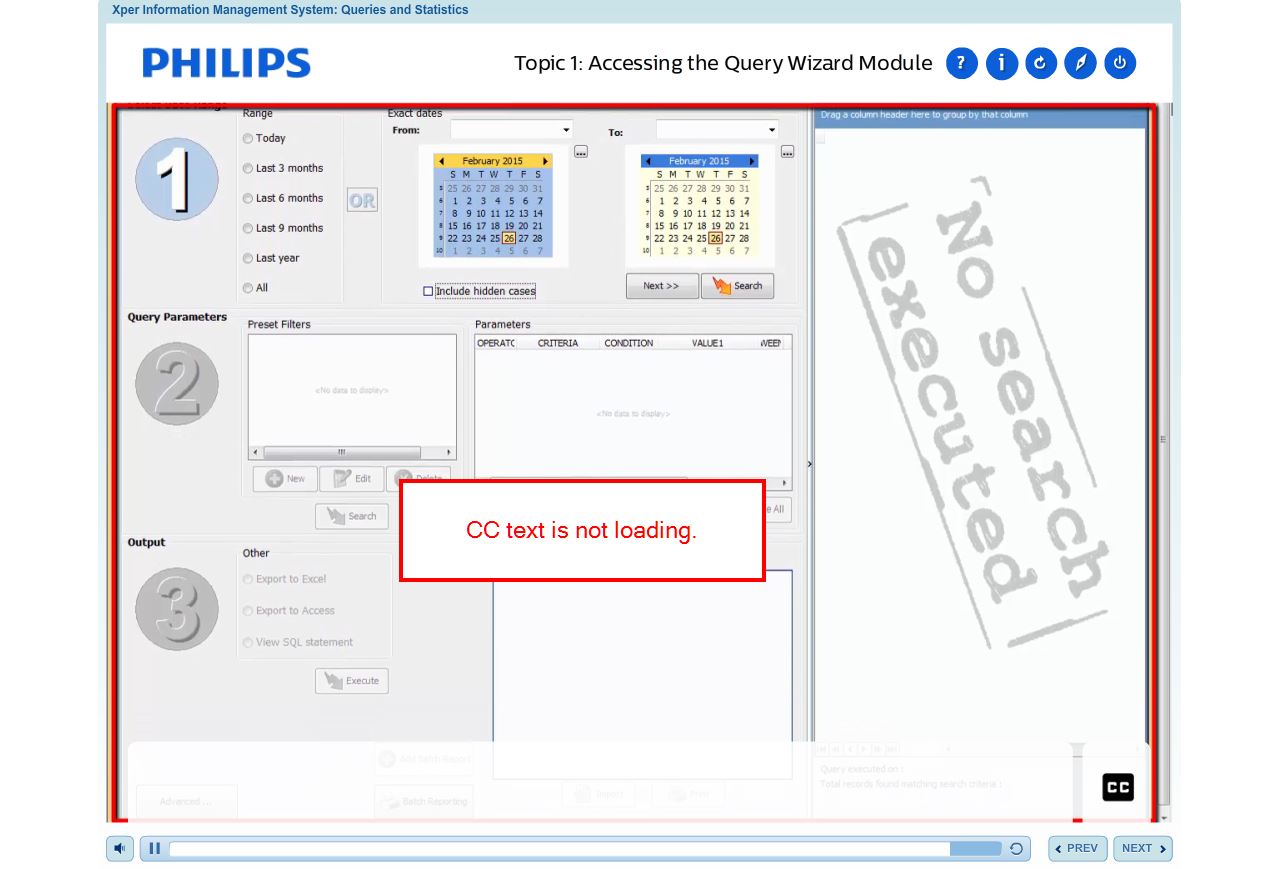 Xper Information Management System: Queries and Statistics
PHILIPS
Topic 1: Accessing the Query Wizard Module
? i
Range
Exact dates
Drag a column header here to group by that column
From:
To:
1
Today
Last 3 months
Last 6 months
Last 9 months
Last year
All
OR
February 2015
S M T W T F S
5 25 26 27 28 29 30 31
6 1 2 3 4 5 6 7
7 8 9 10 11 12 13 14
8 15 16 17 18 19 20 21
9 22 23 24 25 26 27 28
10 1 2 3 4 5 6 7
February 2015
S M T W T F S
5 25 26 27 28 29 30 31
6 1 2 3 4 5 6 7
7 8 9 10 11 12 13 14
8 15 16 17 18 19 20 21
9 22 23 24 25 26 27 28
10 1 2 3 4 5 6 7
Include hidden cases
Next >>
Search
No search
executed
Query Parameters
2
Preset Filters
<No data to display>
New
Edit
Delete
Search
Parameters
OPERATC CRITERIA CONDITION VALUE1
<No data to display>
All
CC text is not loading.
Output
3
Other
Export to Excel
Export to Access
View SQL statement
Execute
Add Batch Report
Batch Reporting
Advanced ...
Import
Print
Query executed on :
Total records found matching search criteria :
CC
PREV
NEXT